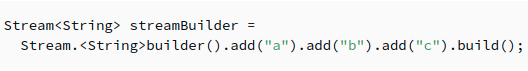 Stream<String> streamBuilder =
Stream.<String>builder().add("a").add("b").add("c").build();